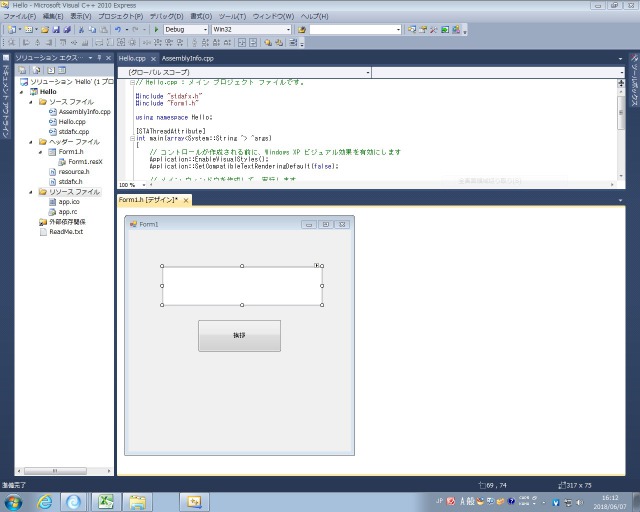 Hello - Microsoft Visual C++ 2010 Express
ファイル(F) 編集(E) 表示(V) プロジェクト(P) デバッグ(D) 書式(O) ツール(T) ウィンドウ(W) ヘルプ(H)
Debug Win32
ソリューション エクス...
Hello.cpp AssemblyInfo.cpp
(グローバル スコープ)
ソリューション 'Hello' (1 プロ
Hello
ソース ファイル
AssemblyInfo.cpp
Hello.cpp
stdafx.cpp
ヘッダー ファイル
Form1.h
Form1.resX
resource.h
stdafx.h
リソース ファイル
app.ico
app.rc
外部依存関係
ReadMe.txt
// Hello.cpp : メイン プロジェクト ファイルです。
#include "stdafx.h"
#include "Form1.h"
using namespace Hello;
[STAThreadAttribute]
int main(array<System::String ^> ^args)
{
// コントロールが作成される前に、Windows XP ビジュアル効果を有効にします
Application::EnableVisualStyles();
Application::SetCompatibleTextRenderingDefault(false);
// メイン ウィンドウを作成して、実行します
100 %
Form1.h [デザイン]*
Form1
挨拶
ドキュメント アウトライン
ツールボックス
準備完了
69 , 74
317 x 75
JP
A 般
16:12
2018/06/07